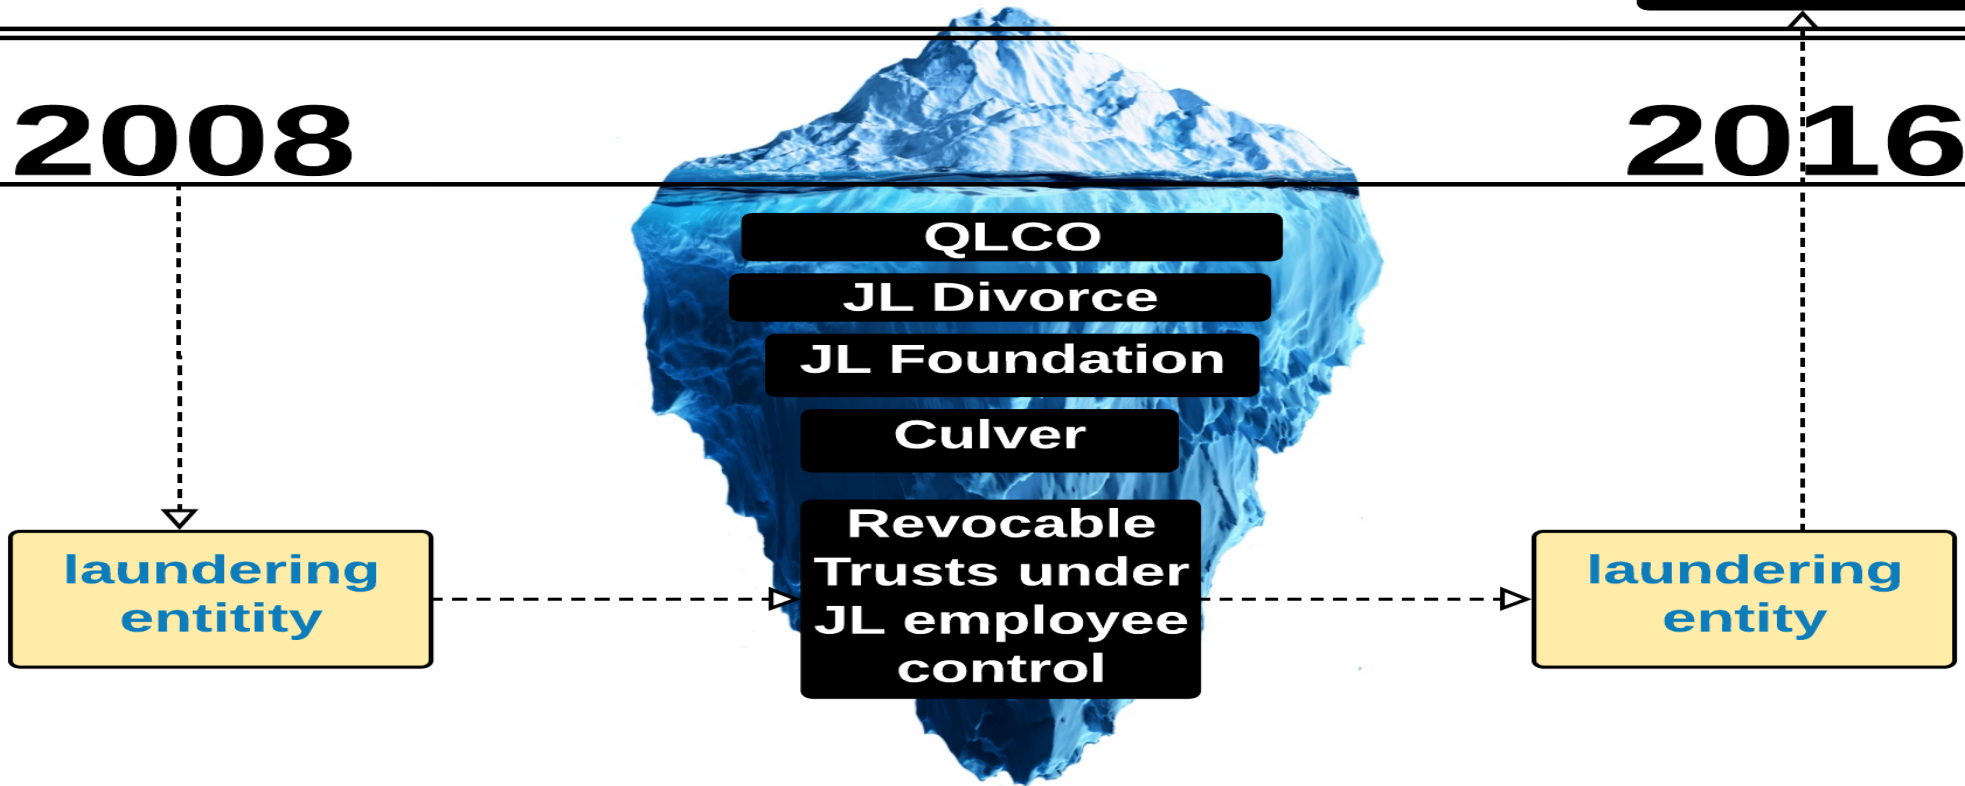 2008
2016
QLCO
JL Divorce
JL Foundation
Culver
Revocable
Trusts under
JL employee
control
laundering
entitity
laundering
entity